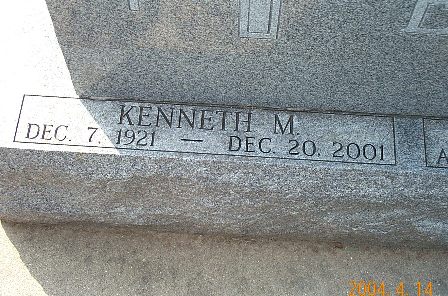 KENNETH M.
DEC. 7, 1921 — DEC. 20, 2001
A
2004 4 14